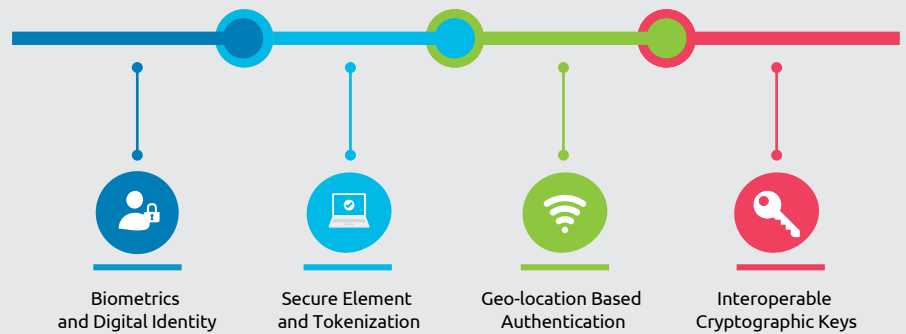 Biometrics
and Digital Identity
Secure Element
and Tokenization
Geo-location Based
Authentication
Interoperable
Cryptographic Keys